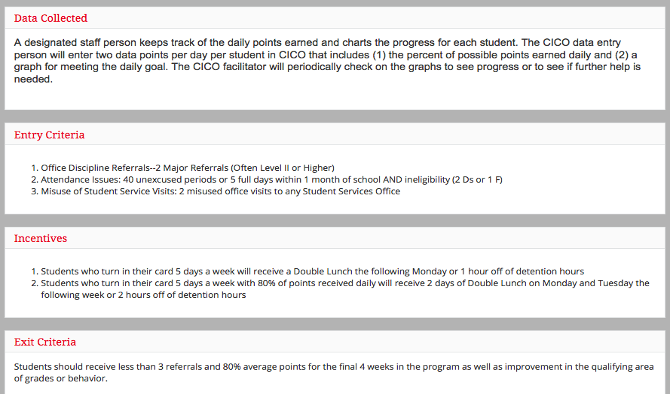 Data Collected
A designated staff person keeps track of the daily points earned and charts the progress for each student. The CICO data entry
person will enter two data points per day per student in CICO that includes (1) the percent of possible points earned daily and (2) a
graph for meeting the daily goal. The CICO facilitator will periodically check on the graphs to see progress or to see if further help is
needed.
Entry Criteria
1. Office Discipline Referrals--2 Major Referrals (Often Level II or Higher)
2. Attendance Issues: 40 unexcused periods or 5 full days within 1 month of school AND ineligibility (2 Ds or 1 F)
3. Misuse of Student Service Visits: 2 misused office visits to any Student Services Office
Incentives
1. Students who turn in their card 5 days a week will receive a Double Lunch the following Monday or 1 hour off of detention hours
2. Students who turn in their card 5 days a week with 80% of points received daily will receive 2 days of Double Lunch on Monday and Tuesday the
following week or 2 hours off of detention hours
Exit Criteria
Students should receive less than 3 referrals and 80% average points for the final 4 weeks in the program as well as improvement in the qualifying area
of grades or behavior.